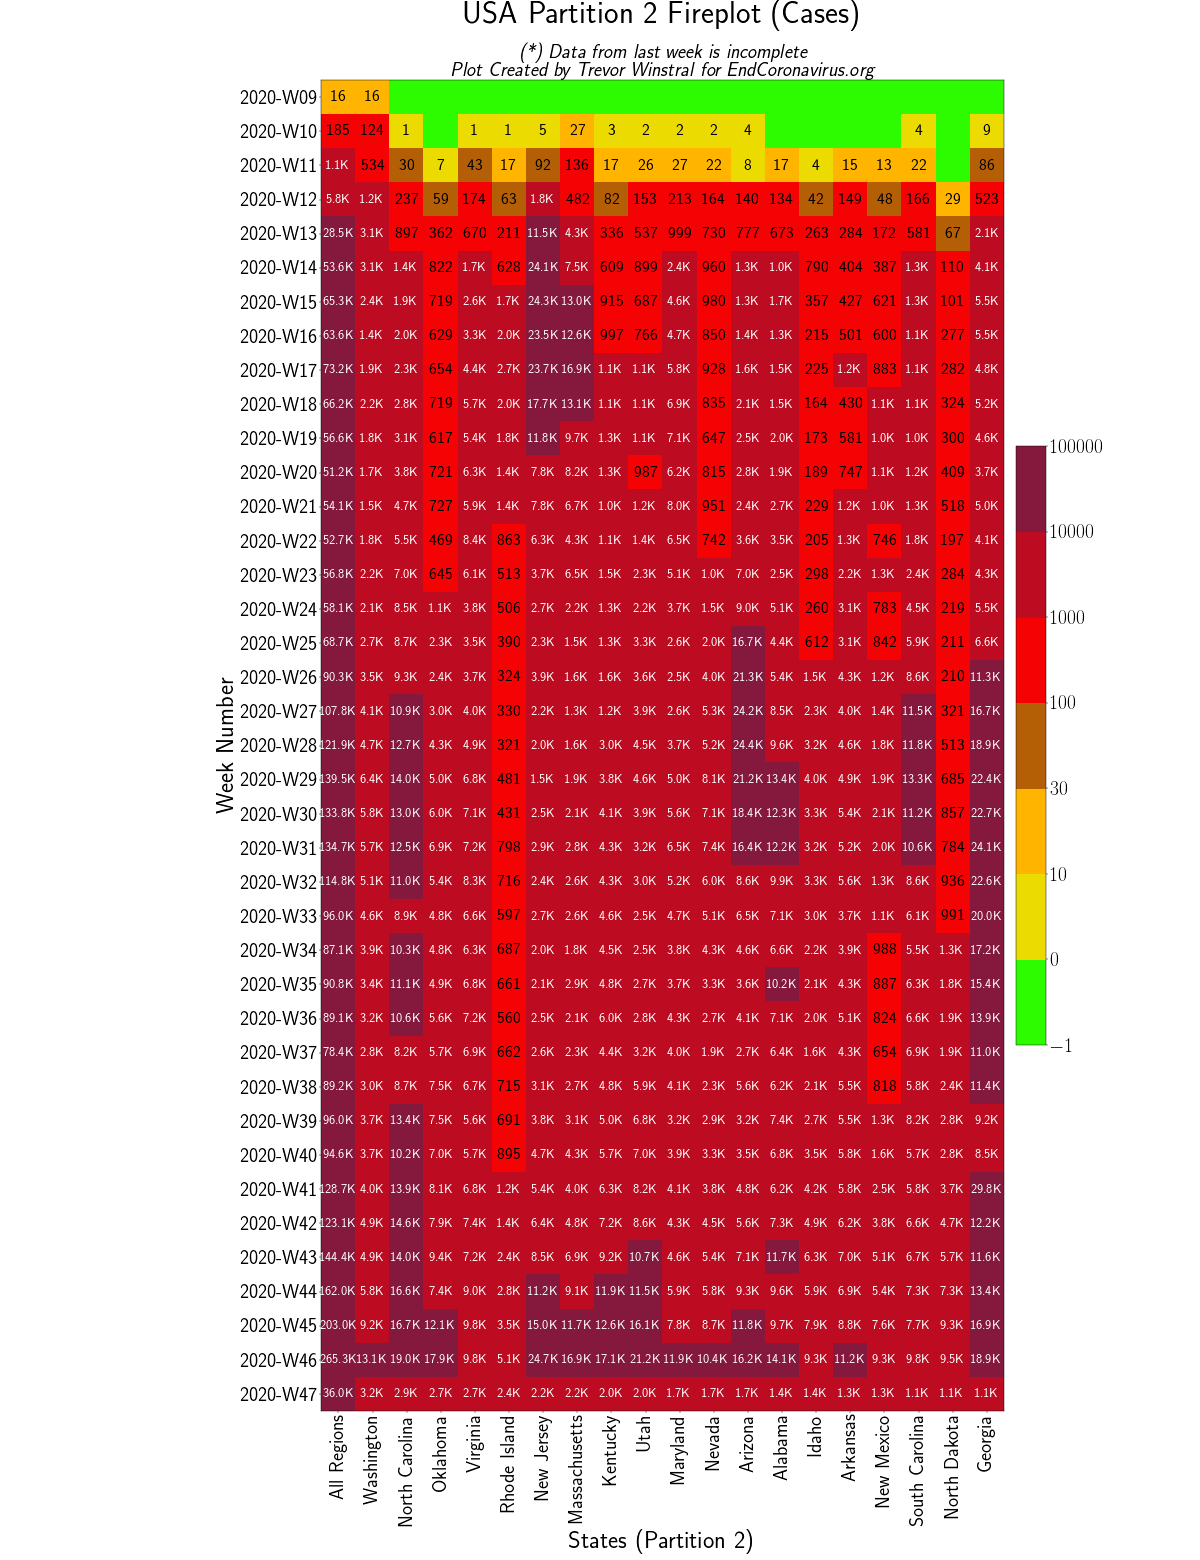 USA Partition 2 Fireplot (Cases)
(*) Data from last week is incomplete
Plot Created by Trevor Winstral for EndCoronavirus.org
2020-W09 16 16
2020-W10 185 124 1 1 1 5 27 3 2 2 2 4 4 9
2020-W11 1.1K 534 30 7 43 17 92 136 17 26 27 22 8 17 4 15 13 22 86
2020-W12 5.8K 1.2K 237 59 174 63 1.8K 482 82 153 213 164 140 134 42 149 48 166 29 523
2020-W13 28.5K 3.1K 897 362 670 211 11.5K 4.3K 336 537 999 730 777 673 263 284 172 581 67 2.1K
2020-W14 53.6K 3.1K 1.4K 822 1.7K 628 24.1K 7.5K 609 899 2.4K 960 1.3K 1.0K 790 404 387 1.3K 110 4.1K
2020-W15 65.3K 2.4K 1.9K 719 2.6K 1.7K 24.3K 13.0K 915 687 4.6K 980 1.3K 1.7K 357 427 621 1.3K 101 5.5K
2020-W16 63.6K 1.4K 2.0K 629 3.3K 2.0K 23.5K 12.6K 997 766 4.7K 850 1.4K 1.3K 215 501 600 1.1K 277 5.5K
2020-W17 73.2K 1.9K 2.3K 654 4.4K 2.7K 23.7K 16.9K 1.1K 1.1K 5.8K 928 1.6K 1.5K 225 1.2K 883 1.1K 282 4.8K
2020-W18 66.2K 2.2K 2.8K 719 5.7K 2.0K 17.7K 13.1K 1.1K 1.1K 6.9K 835 2.1K 1.5K 164 430 1.1K 1.1K 324 5.2K
2020-W19 56.6K 1.8K 3.1K 617 5.4K 1.8K 11.8K 9.7K 1.3K 1.1K 7.1K 647 2.5K 2.0K 173 581 1.0K 1.0K 300 4.6K
2020-W20 51.2K 1.7K 3.8K 721 6.3K 1.4K 7.8K 8.2K 1.3K 987 6.2K 815 2.8K 1.9K 189 747 1.1K 1.2K 409 3.7K
2020-W21 54.1K 1.5K 4.7K 727 5.9K 1.4K 7.8K 6.7K 1.0K 1.2K 8.0K 951 2.4K 2.7K 229 1.2K 1.0K 1.3K 518 5.0K
2020-W22 52.7K 1.8K 5.5K 469 8.4K 863 6.3K 4.3K 1.1K 1.4K 6.5K 742 3.6K 3.5K 205 1.3K 746 1.8K 197 4.1K
2020-W23 56.8K 2.2K 7.0K 645 6.1K 513 3.7K 6.5K 1.5K 2.3K 5.1K 1.0K 7.0K 2.5K 298 2.2K 1.3K 2.4K 284 4.3K
2020-W24 58.1K 2.1K 8.5K 1.1K 3.8K 506 2.7K 2.2K 1.3K 2.2K 3.7K 1.5K 9.0K 5.1K 260 3.1K 783 4.5K 219 5.5K
2020-W25 68.7K 2.7K 8.7K 2.3K 3.5K 390 2.3K 1.5K 1.3K 3.3K 2.6K 2.0K 16.7K 4.4K 612 3.1K 842 5.9K 211 6.6K
2020-W26 90.3K 3.5K 9.3K 2.4K 3.7K 324 3.9K 1.6K 1.6K 3.6K 2.5K 4.0K 21.3K 5.4K 1.5K 4.3K 1.2K 8.6K 210 11.3K
2020-W27 107.8K 4.1K 10.9K 3.0K 4.0K 330 2.2K 1.3K 1.2K 3.9K 2.6K 5.3K 24.2K 8.5K 2.3K 4.0K 1.4K 11.5K 321 16.7K
2020-W28 121.9K 4.7K 12.7K 4.3K 4.9K 321 2.0K 1.6K 3.0K 4.5K 3.7K 5.2K 24.4K 9.6K 3.2K 4.6K 1.8K 11.8K 513 18.9K
2020-W29 139.5K 6.4K 14.0K 5.0K 6.8K 481 1.5K 1.9K 3.8K 4.6K 5.0K 8.1K 21.2K 13.4K 4.0K 4.9K 1.9K 13.3K 685 22.4K
2020-W30 133.8K 5.8K 13.0K 6.0K 7.1K 431 2.5K 2.1K 4.1K 3.9K 5.6K 7.1K 18.4K 12.3K 3.3K 5.4K 2.1K 11.2K 857 22.7K
2020-W31 134.7K 5.7K 12.5K 6.9K 7.2K 798 2.9K 2.8K 4.3K 3.2K 6.5K 7.4K 16.4K 12.2K 3.2K 5.2K 2.0K 10.6K 784 24.1K
2020-W32 114.8K 5.1K 11.0K 5.4K 8.3K 716 2.4K 2.6K 4.3K 3.0K 5.2K 6.0K 8.6K 9.9K 3.3K 5.6K 1.3K 8.6K 936 22.6K
2020-W33 96.0K 4.6K 8.9K 4.8K 6.6K 597 2.7K 2.6K 4.6K 2.5K 4.7K 5.1K 6.5K 7.1K 3.0K 3.7K 1.1K 6.1K 991 20.0K
2020-W34 87.1K 3.9K 10.3K 4.8K 6.3K 687 2.0K 1.8K 4.5K 2.5K 3.8K 4.3K 4.6K 6.6K 2.2K 3.9K 988 5.5K 1.3K 17.2K
2020-W35 90.8K 3.4K 11.1K 4.9K 6.8K 661 2.1K 2.9K 4.8K 2.7K 3.7K 3.3K 3.6K 10.2K 2.1K 4.3K 887 6.3K 1.8K 15.4K
2020-W36 89.1K 3.2K 10.6K 5.6K 7.2K 560 2.5K 2.1K 6.0K 2.8K 4.3K 2.7K 4.1K 7.1K 2.0K 5.1K 824 6.6K 1.9K 13.9K
2020-W37 78.4K 2.8K 8.2K 5.7K 6.9K 662 2.6K 2.3K 4.4K 3.2K 4.0K 1.9K 2.7K 6.4K 1.6K 4.3K 654 6.9K 1.9K 11.0K
2020-W38 89.2K 3.0K 8.7K 7.5K 6.7K 715 3.1K 2.7K 4.8K 5.9K 4.1K 2.3K 5.6K 6.2K 2.1K 5.5K 818 5.8K 2.4K 11.4K
2020-W39 96.0K 3.7K 13.4K 7.5K 5.6K 691 3.8K 3.1K 5.0K 6.8K 3.2K 2.9K 3.2K 7.4K 2.7K 5.5K 1.3K 8.2K 2.8K 9.2K
2020-W40 94.6K 3.7K 10.2K 7.0K 5.7K 895 4.7K 4.3K 5.7K 7.0K 3.9K 3.3K 3.5K 6.8K 3.5K 5.8K 1.6K 5.7K 2.8K 8.5K
2020-W41 128.7K 4.0K 13.9K 8.1K 6.8K 1.2K 5.4K 4.0K 6.3K 8.2K 4.1K 3.8K 4.8K 6.2K 4.2K 5.8K 2.5K 5.8K 3.7K 29.8K
2020-W42 123.1K 4.9K 14.6K 7.9K 7.4K 1.4K 6.4K 4.8K 7.2K 8.6K 4.3K 4.5K 5.6K 7.3K 4.9K 6.2K 3.8K 6.6K 4.7K 12.2K
2020-W43 144.4K 4.9K 14.0K 9.4K 7.2K 2.4K 8.5K 6.9K 9.2K 10.7K 4.6K 5.4K 7.1K 11.7K 6.3K 7.0K 5.1K 6.7K 5.7K 11.6K
2020-W44 162.0K 5.8K 16.6K 7.4K 9.0K 2.8K 11.2K 9.1K 11.9K 11.5K 5.9K 5.8K 9.3K 9.6K 5.9K 6.9K 5.4K 7.3K 7.3K 13.4K
2020-W45 203.0K 9.2K 16.7K 12.1K 9.8K 3.5K 15.0K 11.7K 12.6K 16.1K 7.8K 8.7K 11.8K 9.7K 7.9K 8.8K 7.6K 7.7K 9.3K 16.9K
2020-W46 265.3K 13.1K 19.0K 17.9K 9.8K 5.1K 24.7K 16.9K 17.1K 21.2K 11.9K 10.4K 16.2K 14.1K 9.3K 11.2K 9.3K 9.8K 9.5K 18.9K
2020-W47 36.0K 3.2K 2.9K 2.7K 2.7K 2.4K 2.2K 2.2K 2.0K 2.0K 1.7K 1.7K 1.7K 1.4K 1.4K 1.3K 1.3K 1.1K 1.1K 1.1K
Week Number
All Regions
Washington
North Carolina
Oklahoma
Virginia
Rhode Island
New Jersey
Massachusetts
Kentucky
Utah
Maryland
Nevada
Arizona
Alabama
Idaho
Arkansas
New Mexico
South Carolina
North Dakota
Georgia
States (Partition 2)
100000
10000
1000
100
30
10
0
−1